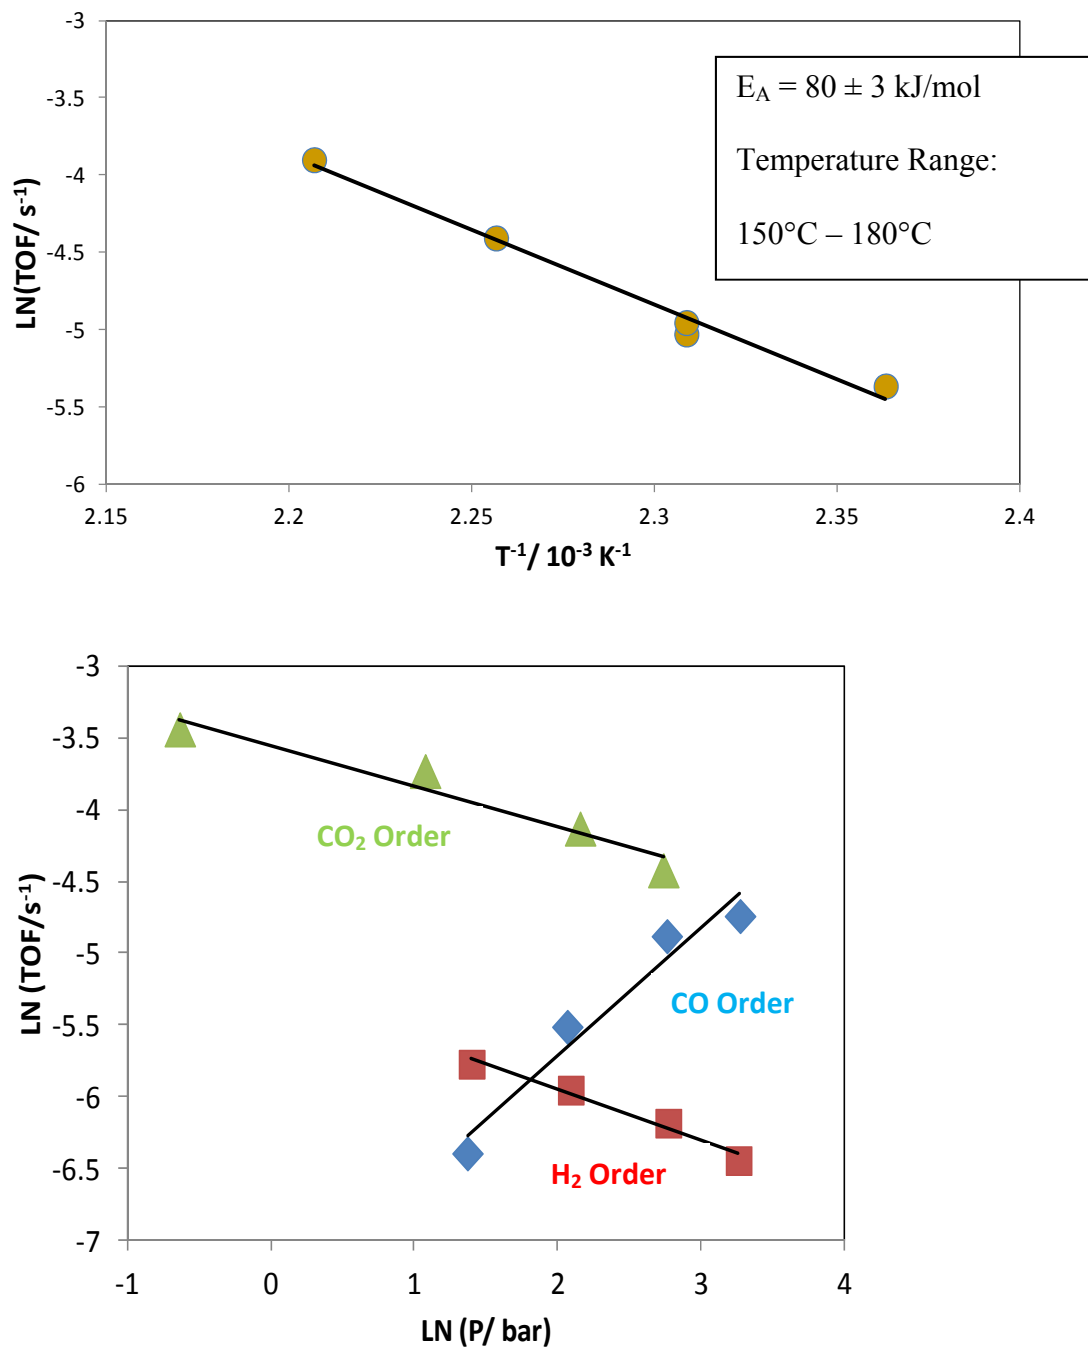 -3
-3.5
-4
-4.5
-5
-5.5
-6
LN(TOF/ s⁻¹)
E_A = 80 ± 3 kJ/mol
Temperature Range:
150°C – 180°C
2.15 2.2 2.25 2.3 2.35 2.4
T⁻¹/ 10⁻³ K⁻¹
-3
-3.5
-4
-4.5
-5
-5.5
-6
-6.5
-7
LN (TOF/s⁻¹)
CO₂ Order
CO Order
H₂ Order
-1 0 1 2 3 4
LN (P/ bar)